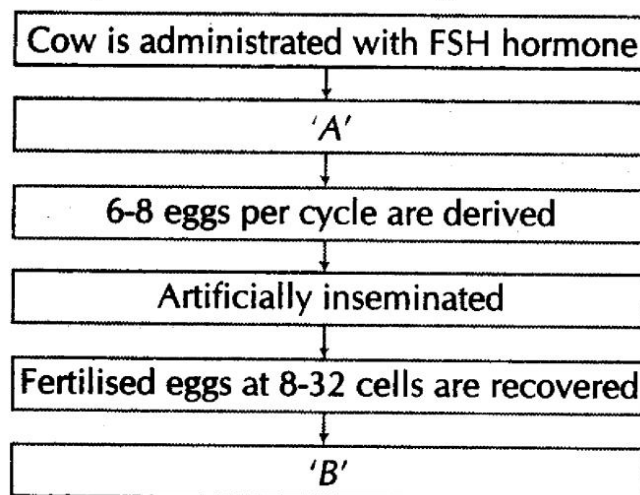 Cow is administrated with FSH hormone
'A'
6-8 eggs per cycle are derived
Artificially inseminated
Fertilised eggs at 8-32 cells are recovered
'B'